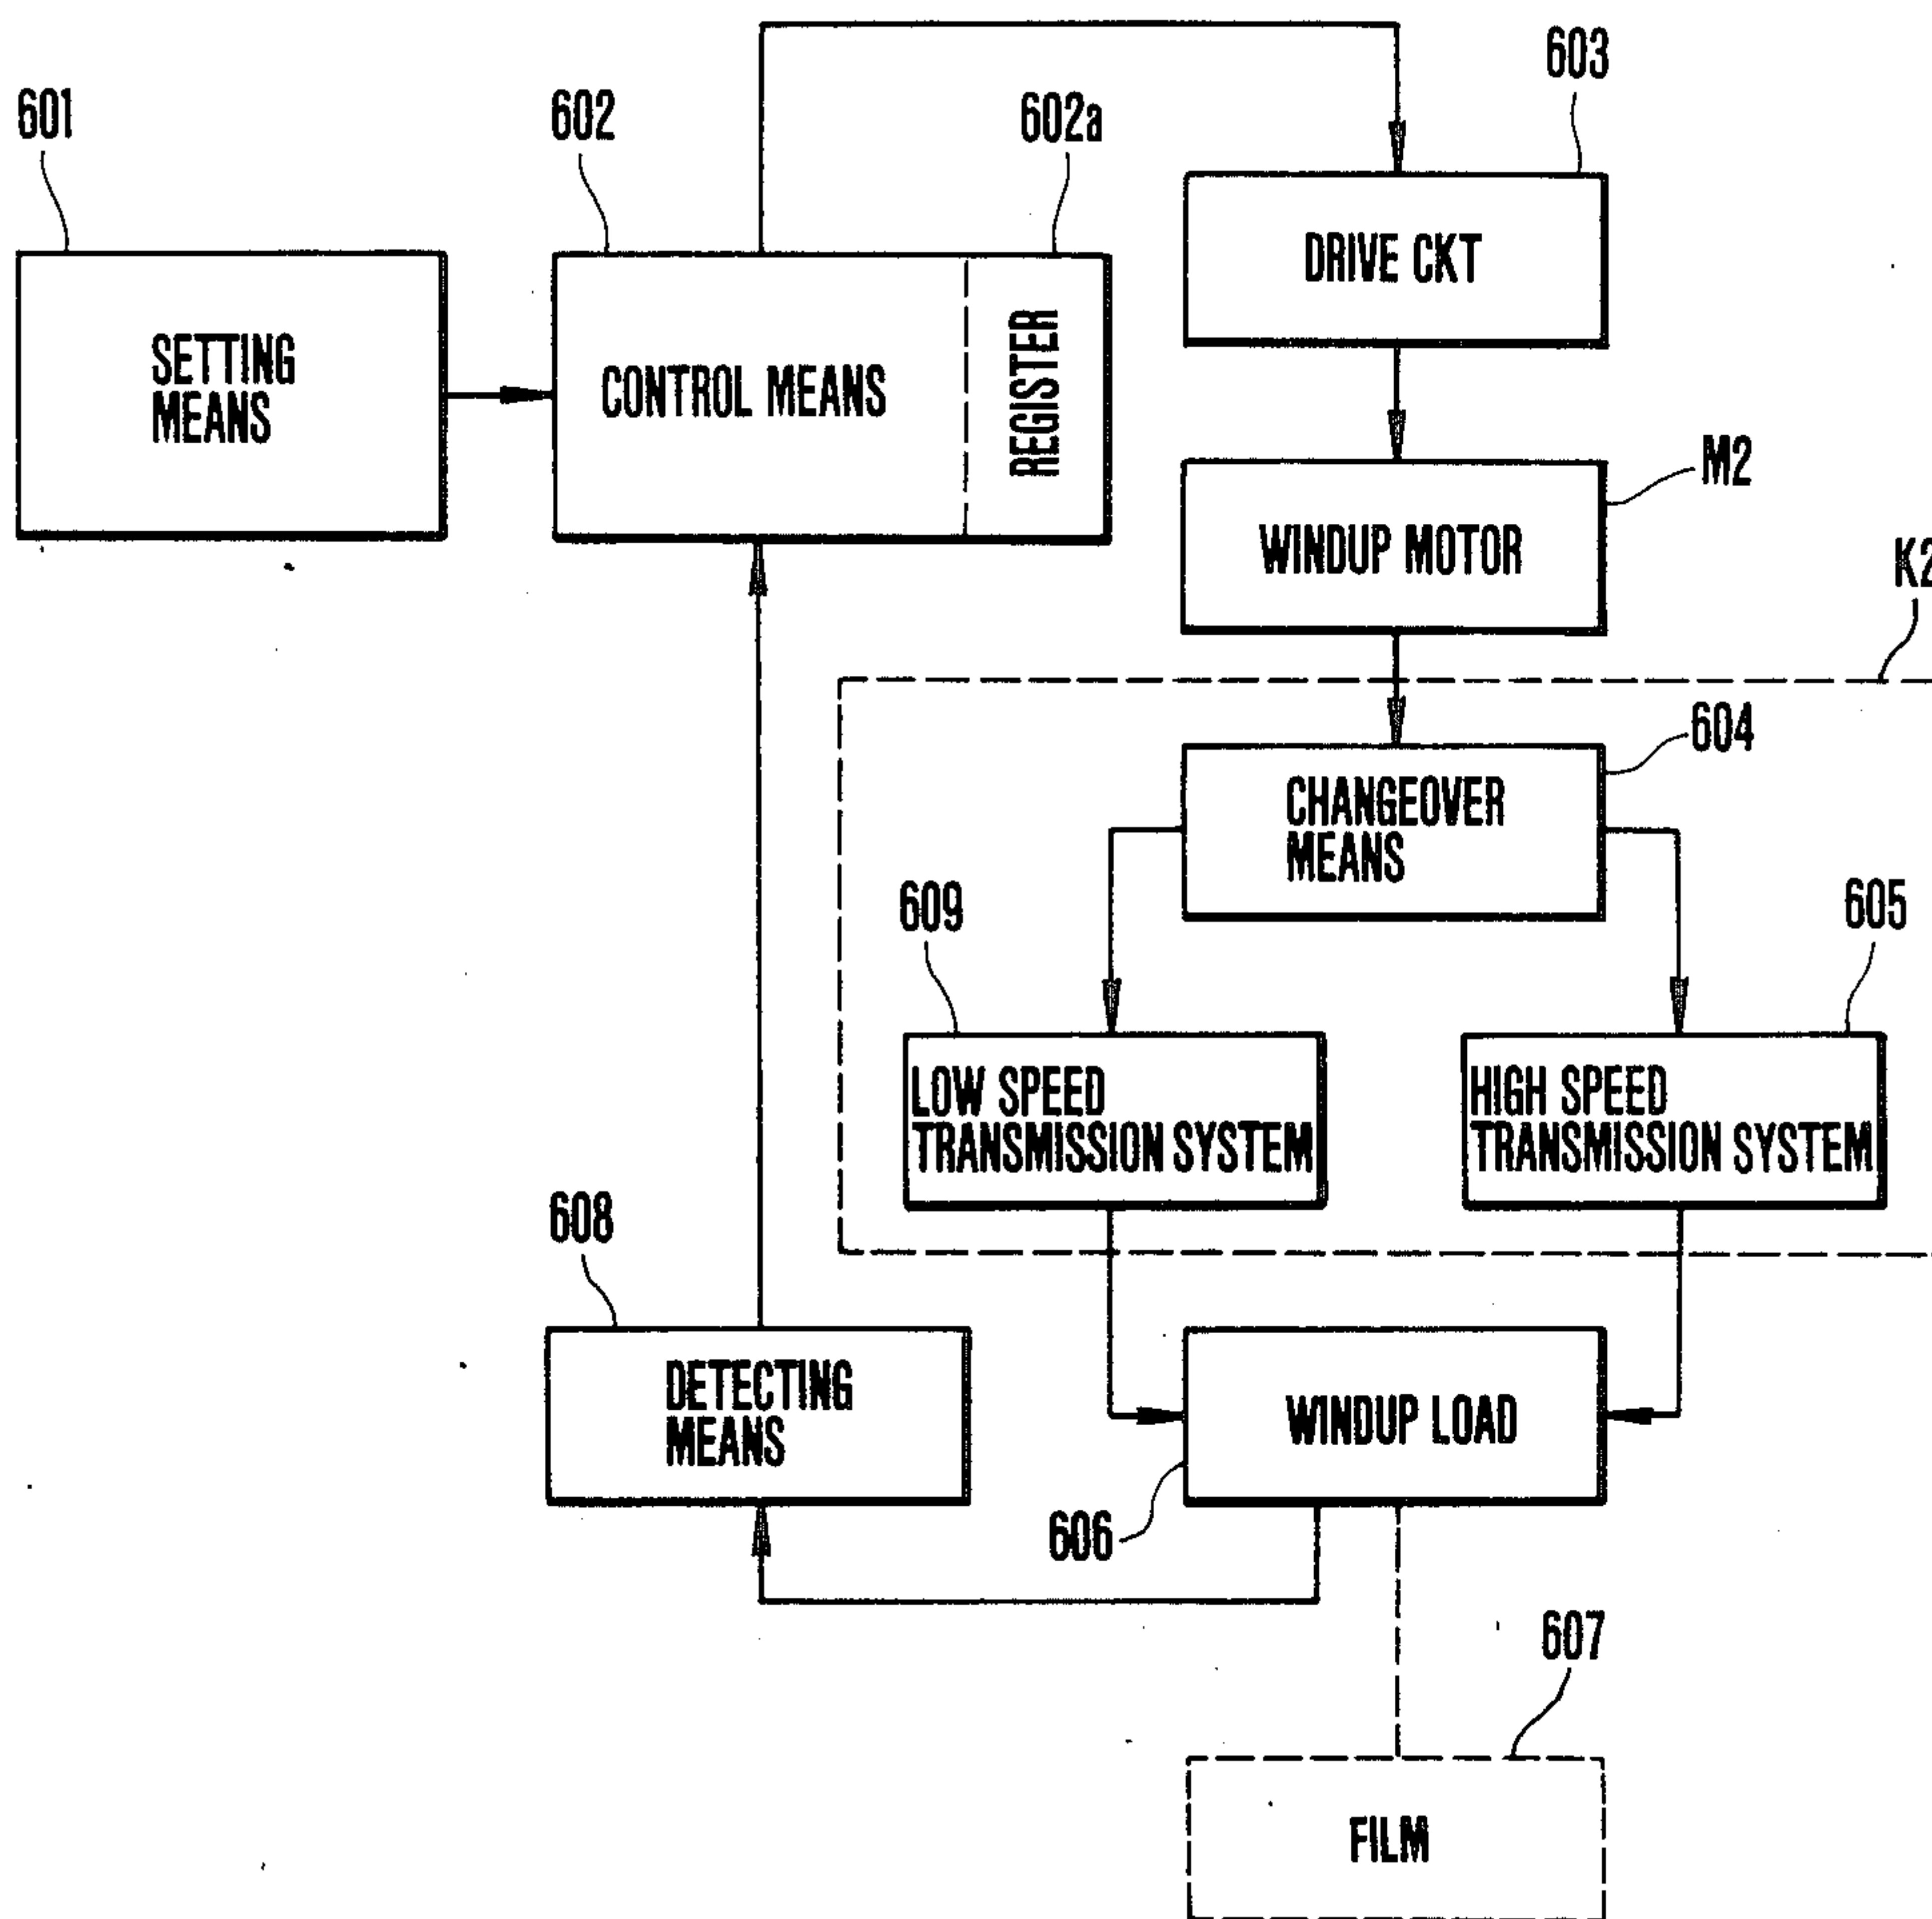 603
601
602
602a
DRIVE CKT
SETTING
MEANS
CONTROL MEANS
REGISTER
M2
WINDUP MOTOR
K2
604
CHANGEOVER
MEANS
609
605
LOW SPEED
TRANSMISSION SYSTEM
HIGH SPEED
TRANSMISSION SYSTEM
608
DETECTING
MEANS
WINDUP LOAD
606
607
FILM